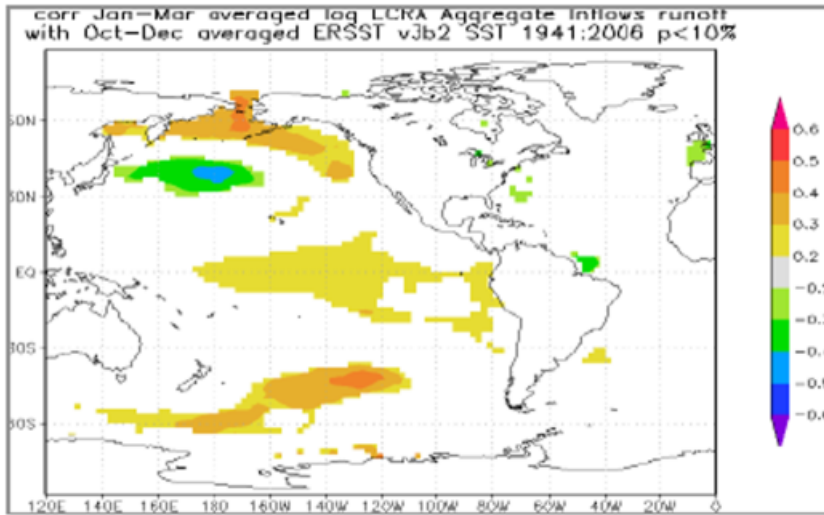 corr Jan-Mar averaged log LCRA Aggregate Inflows runoff
with Oct-Dec averaged ERSST v3b2 SST 1941:2006 p<10%
EQ
0.6
0.5
0.4
0.3
0.2
120E 140E 160E 180 160W 140W 120W 100W 80W 60W 40W 20W 0